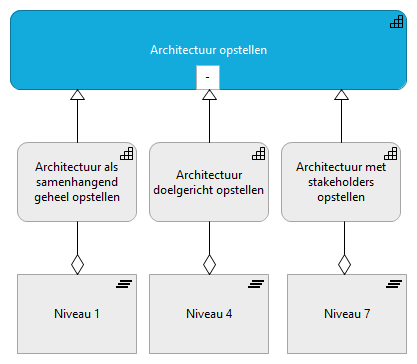 Architectuur opstellen
-
Architectuur als
samenhangend
geheel opstellen
Architectuur
doelgericht opstellen
Architectuur met
stakeholders
opstellen
Niveau 1
Niveau 4
Niveau 7